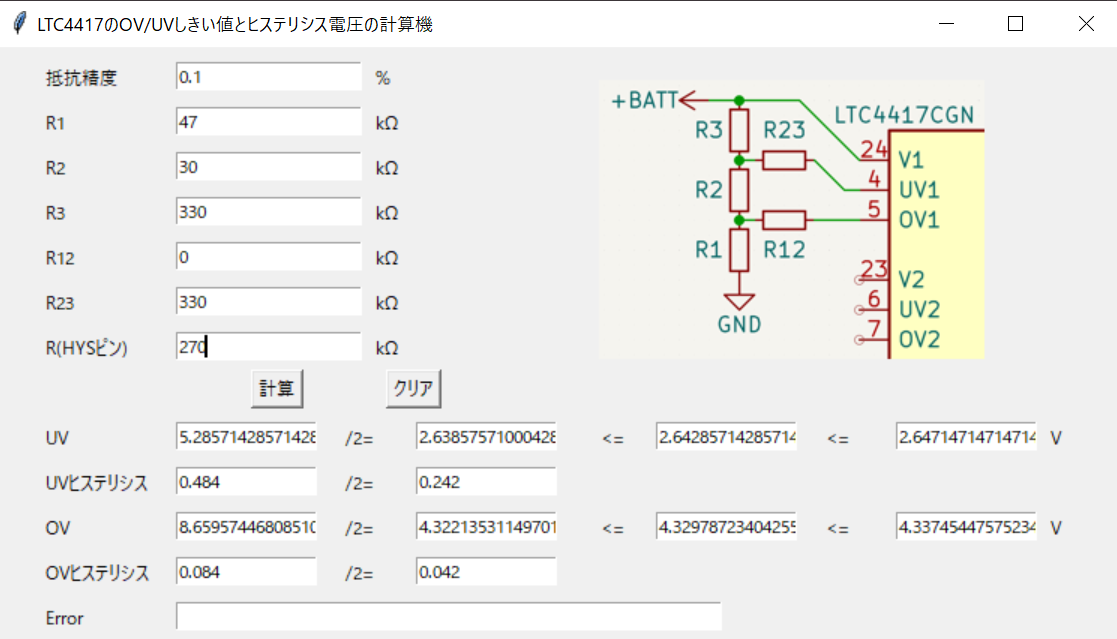 LTC4417のOV/UVしきい値とヒステリシス電圧の計算機
抵抗精度 0.1 %
R1 47 kΩ
R2 30 kΩ
R3 330 kΩ
R12 0 kΩ
R23 330 kΩ
R(HYSピン) 270 kΩ
計算 クリア
+BATT
LTC4417CGN
R3 R23
24 V1
4 UV1
R2
5 OV1
R1 R12
23 V2
6 UV2
GND
7 OV2
UV 5.28571428571428 /2= 2.63857571000428 <= 2.64285714285714 <= 2.64714714714714 V
UVヒステリシス 0.484 /2= 0.242
OV 8.65957446808510 /2= 4.32213531149701 <= 4.32978723404255 <= 4.33745447575234 V
OVヒステリシス 0.084 /2= 0.042
Error